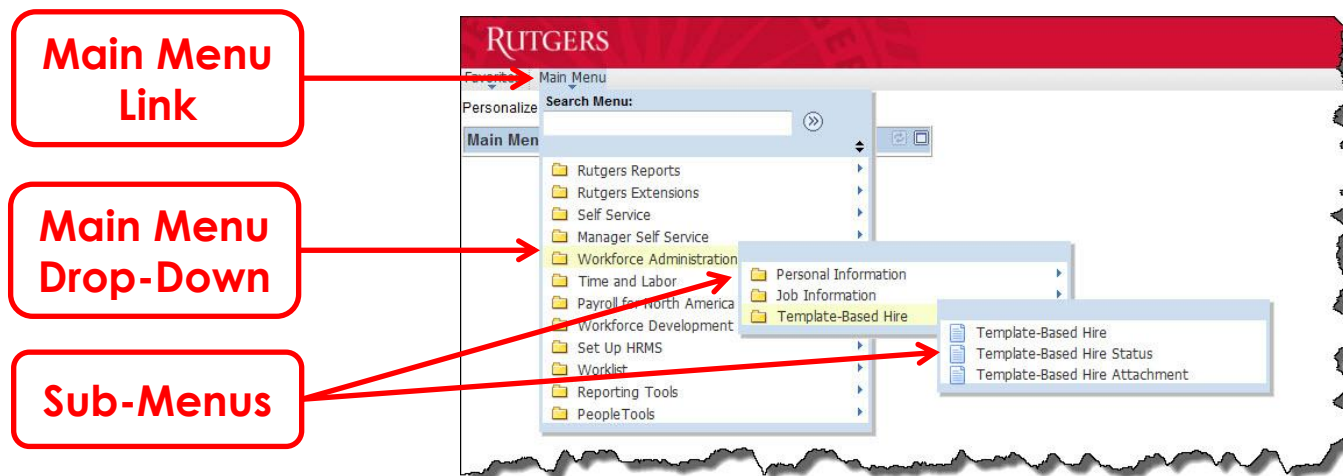 Main Menu
Link
Main Menu
Drop-Down
Sub-Menus
RUTGERS
Favorites Main Menu
Personalize
Search Menu:
Main Men
Rutgers Reports
Rutgers Extensions
Self Service
Manager Self Service
Workforce Administration
Time and Labor
Payroll for North America
Workforce Development
Set Up HRMS
Worklist
Reporting Tools
PeopleTools
Personal Information
Job Information
Template-Based Hire
Template-Based Hire
Template-Based Hire Status
Template-Based Hire Attachment